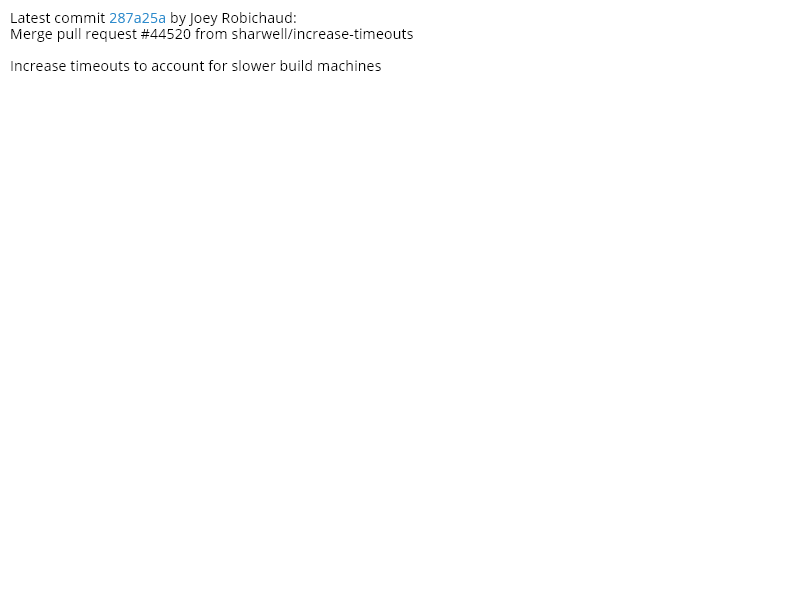 Latest commit 287a25a by Joey Robichaud:
Merge pull request #44520 from sharwell/increase-timeouts
Increase timeouts to account for slower build machines